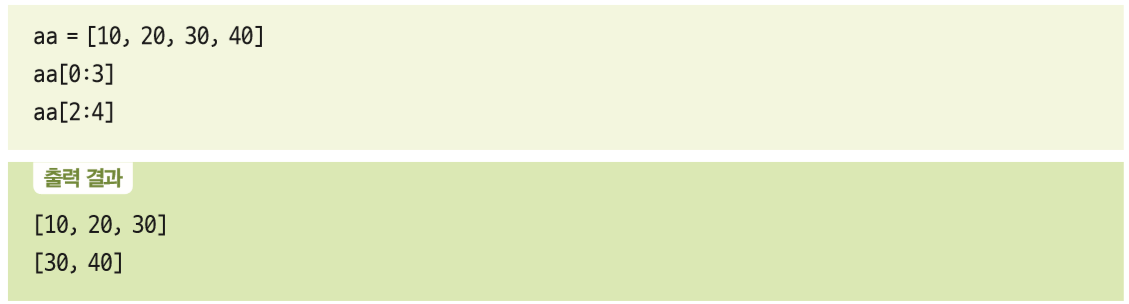 aa = [10, 20, 30, 40]
aa[0:3]
aa[2:4]
출력 결과
[10, 20, 30]
[30, 40]